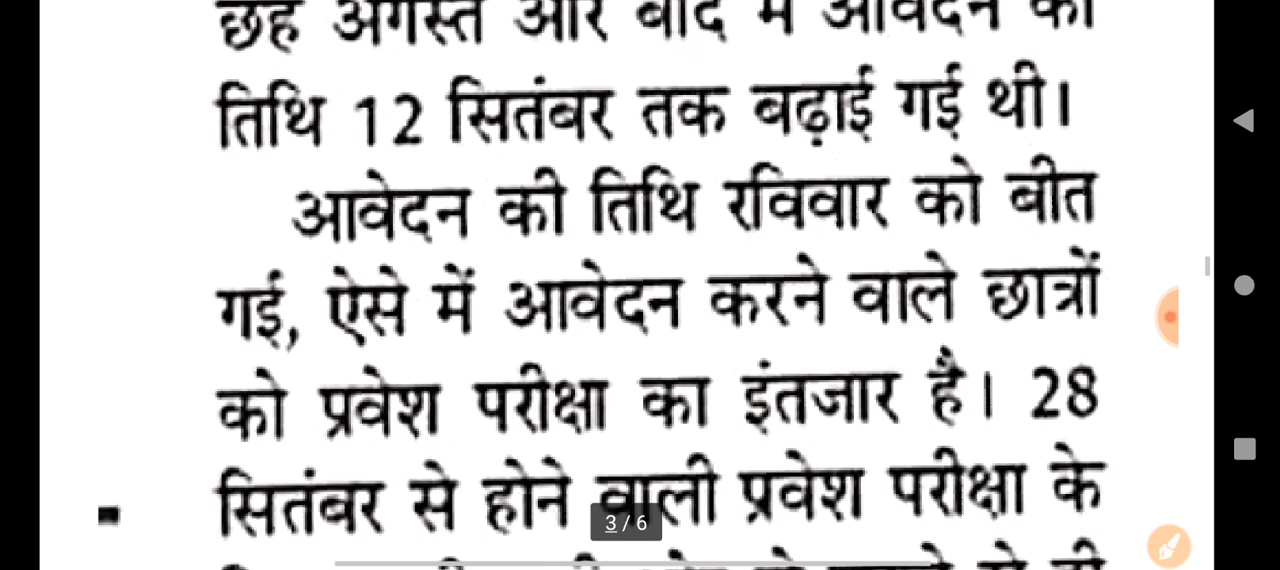 छह अगस्त और बाद में आवेदन की
तिथि 12 सितंबर तक बढ़ाई गई थी।
आवेदन की तिथि रविवार को बीत
गई, ऐसे में आवेदन करने वाले छात्रों
को प्रवेश परीक्षा का इंतजार है। 28
सितंबर से होने वाली प्रवेश परीक्षा के
3 / 6